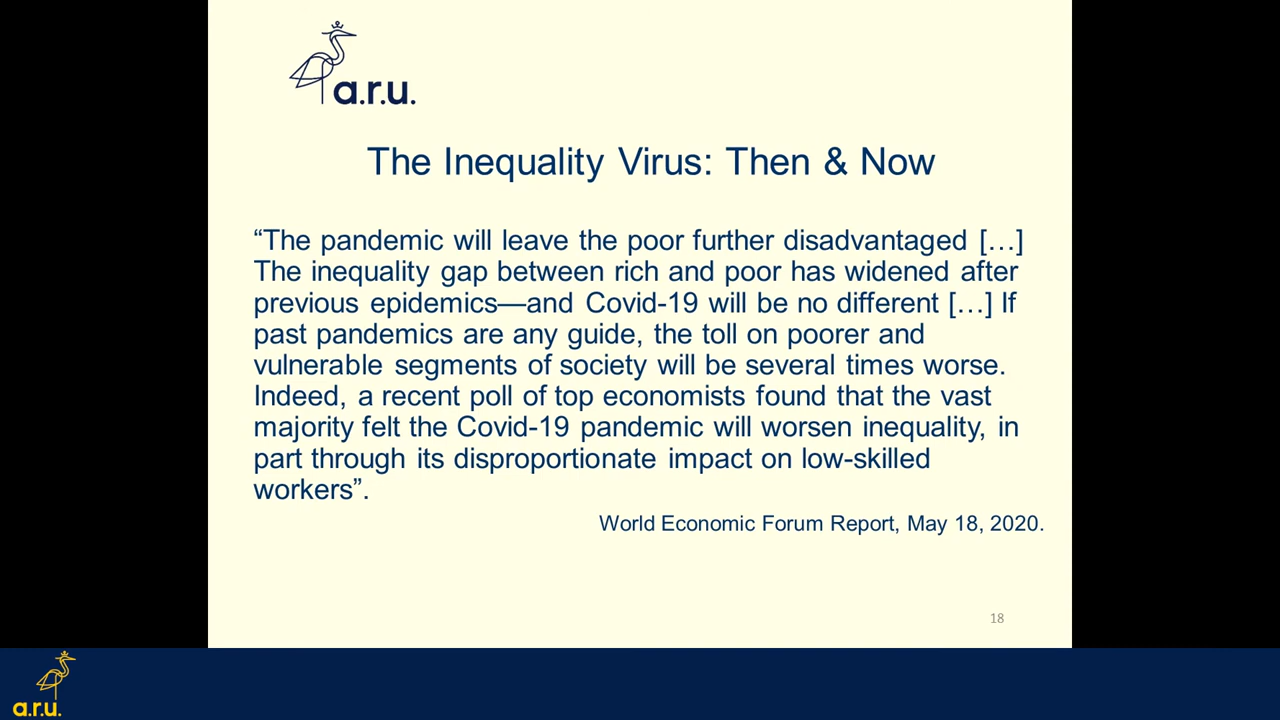 a.r.u.
The Inequality Virus: Then & Now
“The pandemic will leave the poor further disadvantaged […]
The inequality gap between rich and poor has widened after
previous epidemics—and Covid-19 will be no different […] If
past pandemics are any guide, the toll on poorer and
vulnerable segments of society will be several times worse.
Indeed, a recent poll of top economists found that the vast
majority felt the Covid-19 pandemic will worsen inequality, in
part through its disproportionate impact on low-skilled
workers”.
World Economic Forum Report, May 18, 2020.
18
a.r.u.